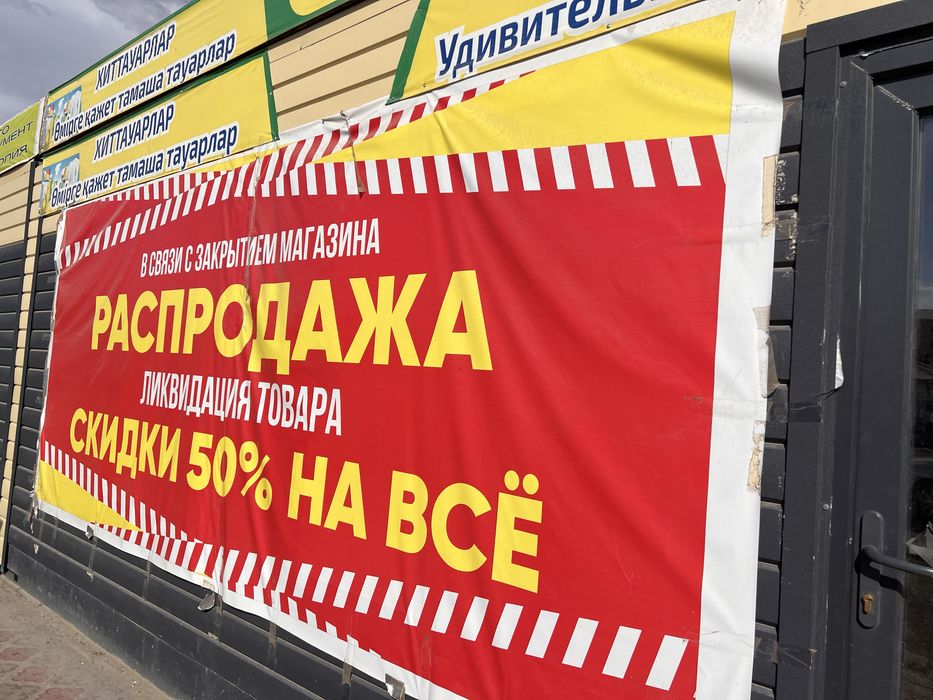 ХИТТАУАРЛАР
Өмірге қажет тамаша тауарлар
ХИТТАУАРЛАР
Өмірге қажет тамаша тауарлар
В СВЯЗИ С ЗАКРЫТИЕМ МАГАЗИНА
РАСПРОДАЖА
ЛИКВИДАЦИЯ ТОВАРА
СКИДКИ 50% НА ВСЁ